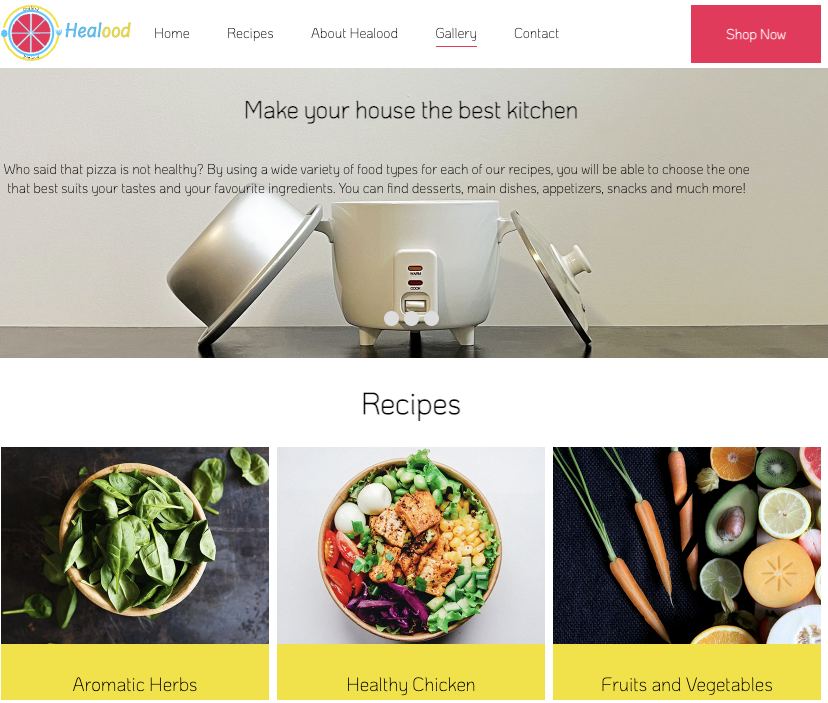 Healood
Home
Recipes
About Healood
Gallery
Contact
Shop Now
Make your house the best kitchen
Who said that pizza is not healthy? By using a wide variety of food types for each of our recipes, you will be able to choose the one
that best suits your tastes and your favourite ingredients. You can find desserts, main dishes, appetizers, snacks and much more!
WARM
COOK
Recipes
Aromatic Herbs
Healthy Chicken
Fruits and Vegetables